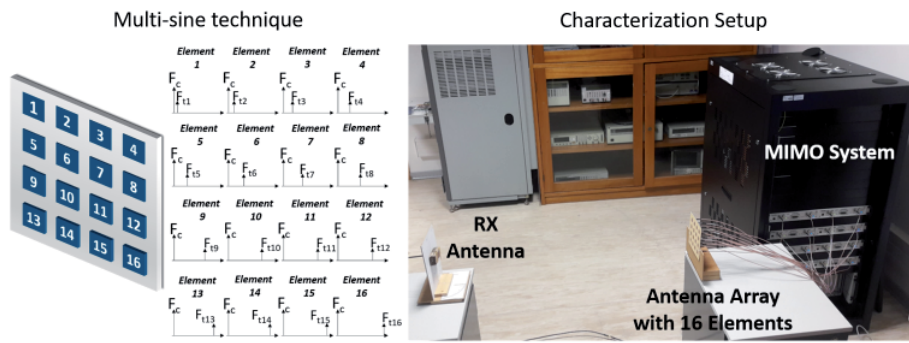 Multi-sine technique
Characterization Setup
1
2
3
4
5
6
7
8
9
10
11
12
13
14
15
16
Element
1
Element
2
Element
3
Element
4
Fc
Ft1
Fc
Ft2
Fc
Ft3
Fc
Ft4
Element
5
Element
6
Element
7
Element
8
Fc
Ft5
Fc
Ft6
Fc
Ft7
Fc
Ft8
Element
9
Element
10
Element
11
Element
12
Fc
Ft9
Fc
Ft10
Fc
Ft11
Fc
Ft12
Element
13
Element
14
Element
15
Element
16
Fc
Ft13
Fc
Ft14
Fc
Ft15
Fc
Ft16
MIMO System
RX
Antenna
Antenna Array
with 16 Elements